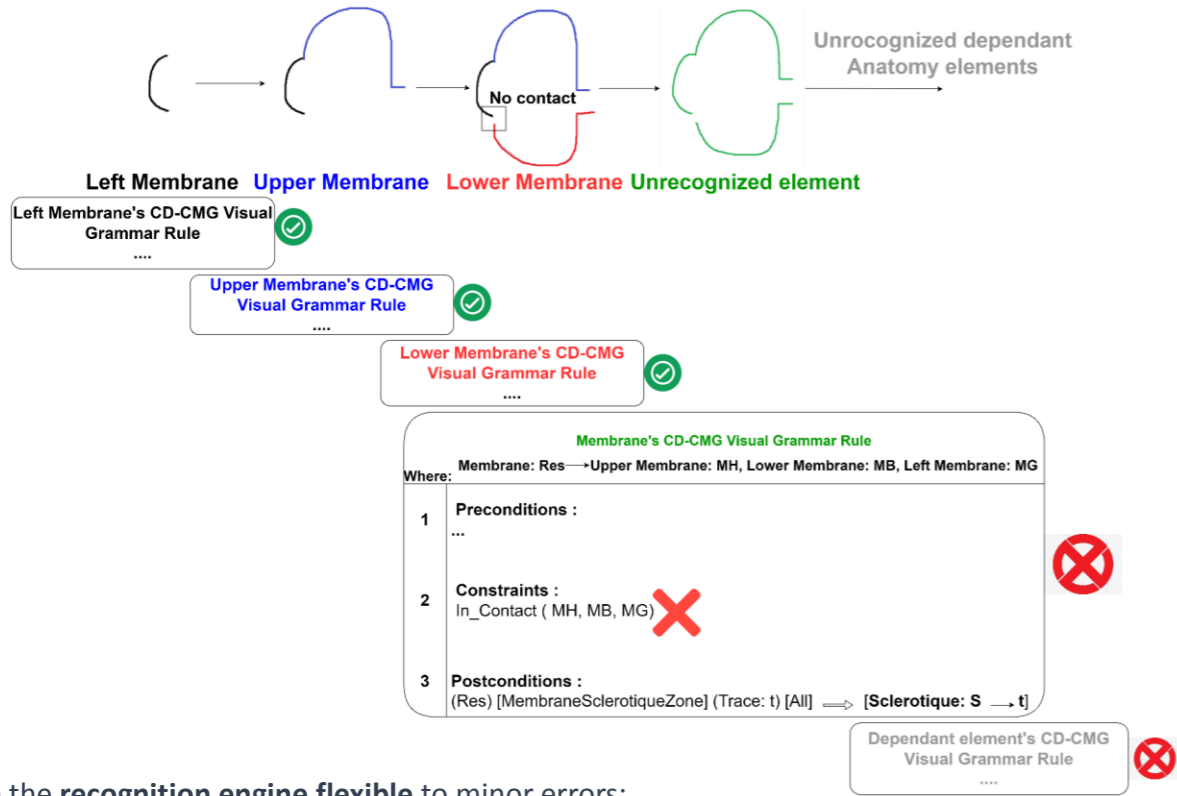 Unrocognized dependant
Anatomy elements
No contact
Left Membrane Upper Membrane Lower Membrane Unrecognized element
Left Membrane's CD-CMG Visual
Grammar Rule
....
Upper Membrane's CD-CMG
Visual Grammar Rule
....
Lower Membrane's CD-CMG
Visual Grammar Rule
....
Membrane's CD-CMG Visual Grammar Rule
Membrane: Res→Upper Membrane: MH, Lower Membrane: MB, Left Membrane: MG
Where:
1 Preconditions :
...
2 Constraints :
In_Contact ( MH, MB, MG)
3 Postconditions :
(Res) [MembraneSclerotiqueZone] (Trace: t) [All] ⟹ [Sclerotique: S → t]
Dependant element's CD-CMG
Visual Grammar Rule
....
the recognition engine flexible to minor errors: